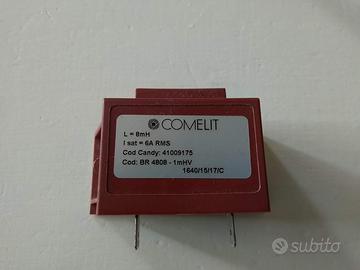 COMELIT
L = 8mH
I sat = 6A RMS
Cod Candy: 41009175
Cod: BR 4808 - 1mHV
1640/15/17/C
subito